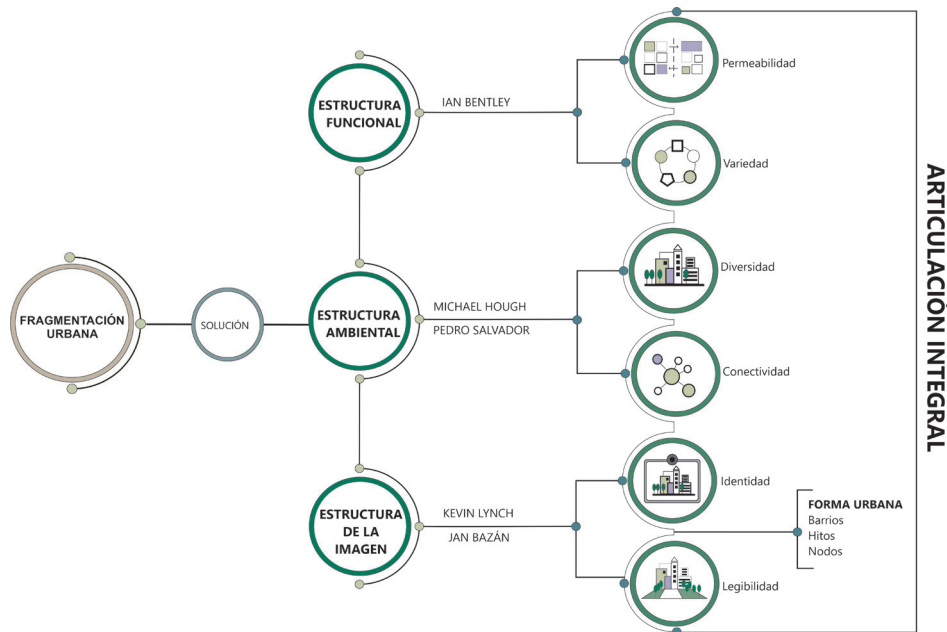 FRAGMENTACIÓN
URBANA
SOLUCIÓN
ESTRUCTURA
FUNCIONAL
IAN BENTLEY
Permeabilidad
Variedad
ESTRUCTURA
AMBIENTAL
MICHAEL HOUGH
PEDRO SALVADOR
Diversidad
Conectividad
ESTRUCTURA
DE LA
IMAGEN
KEVIN LYNCH
JAN BAZÁN
Identidad
Legibilidad
FORMA URBANA
Barrios
Hitos
Nodos
ARTICULACIÓN INTEGRAL